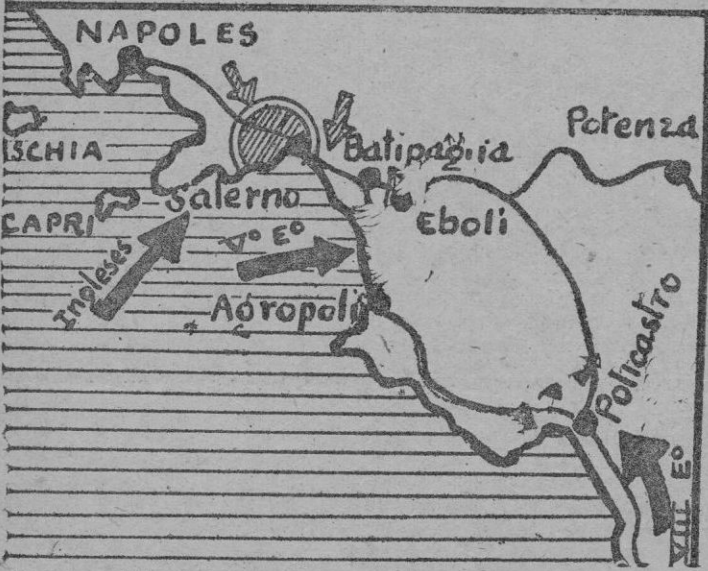 NAPOLES
ISCHIA
CAPRI
Salerno
Batipaglia
Eboli
Potenza
Ingleses
Vº Eº
Agropoli
Policastro
VIII Eº